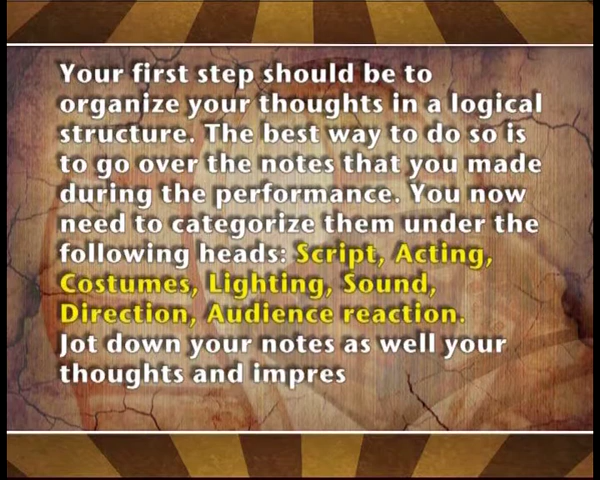 Your first step should be to
organize your thoughts in a logical
structure. The best way to do so is
to go over the notes that you made
during the performance. You now
need to categorize them under the
following heads: Script, Acting,
Costumes, Lighting, Sound,
Direction, Audience reaction.
Jot down your notes as well your
thoughts and impres